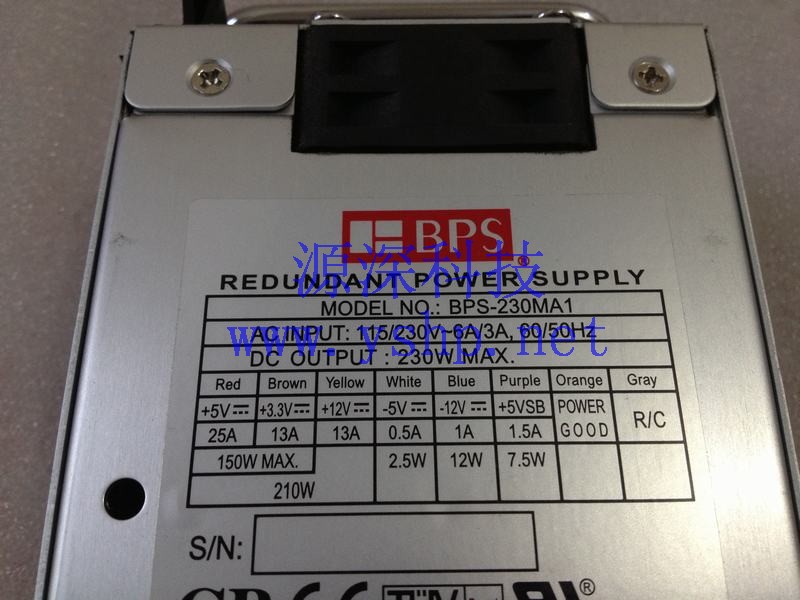 BPS®
源深科技
REDUNDANT POWER SUPPLY
MODEL NO.: BPS-230MA1
www.yshp.net
AC INPUT: 115/230V~6A/3A, 60/50Hz
DC OUTPUT : 230W MAX.
Red Brown Yellow White Blue Purple Orange Gray
+5V +3.3V +12V -5V -12V +5VSB POWER GOOD R/C
25A 13A 13A 0.5A 1A 1.5A
150W MAX. 2.5W 12W 7.5W
210W
S/N: